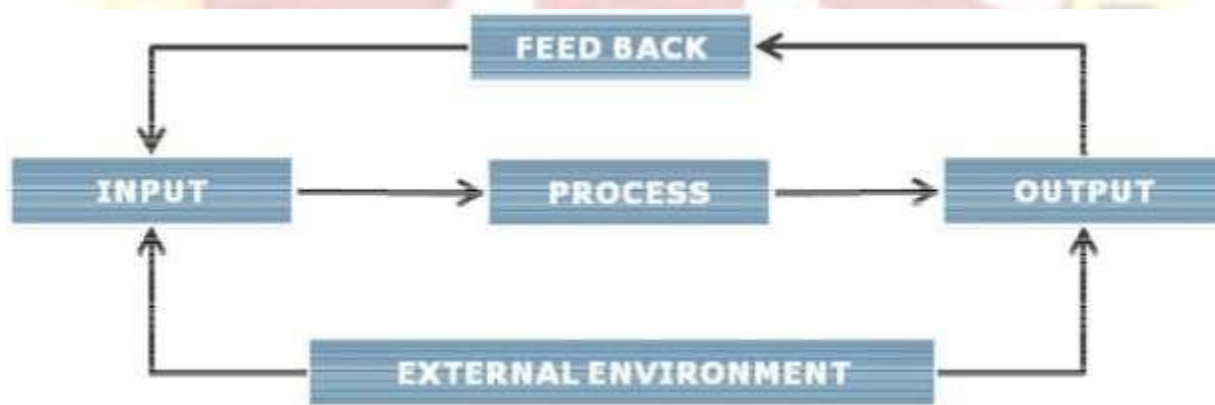 FEED BACK
INPUT
PROCESS
OUTPUT
EXTERNAL ENVIRONMENT